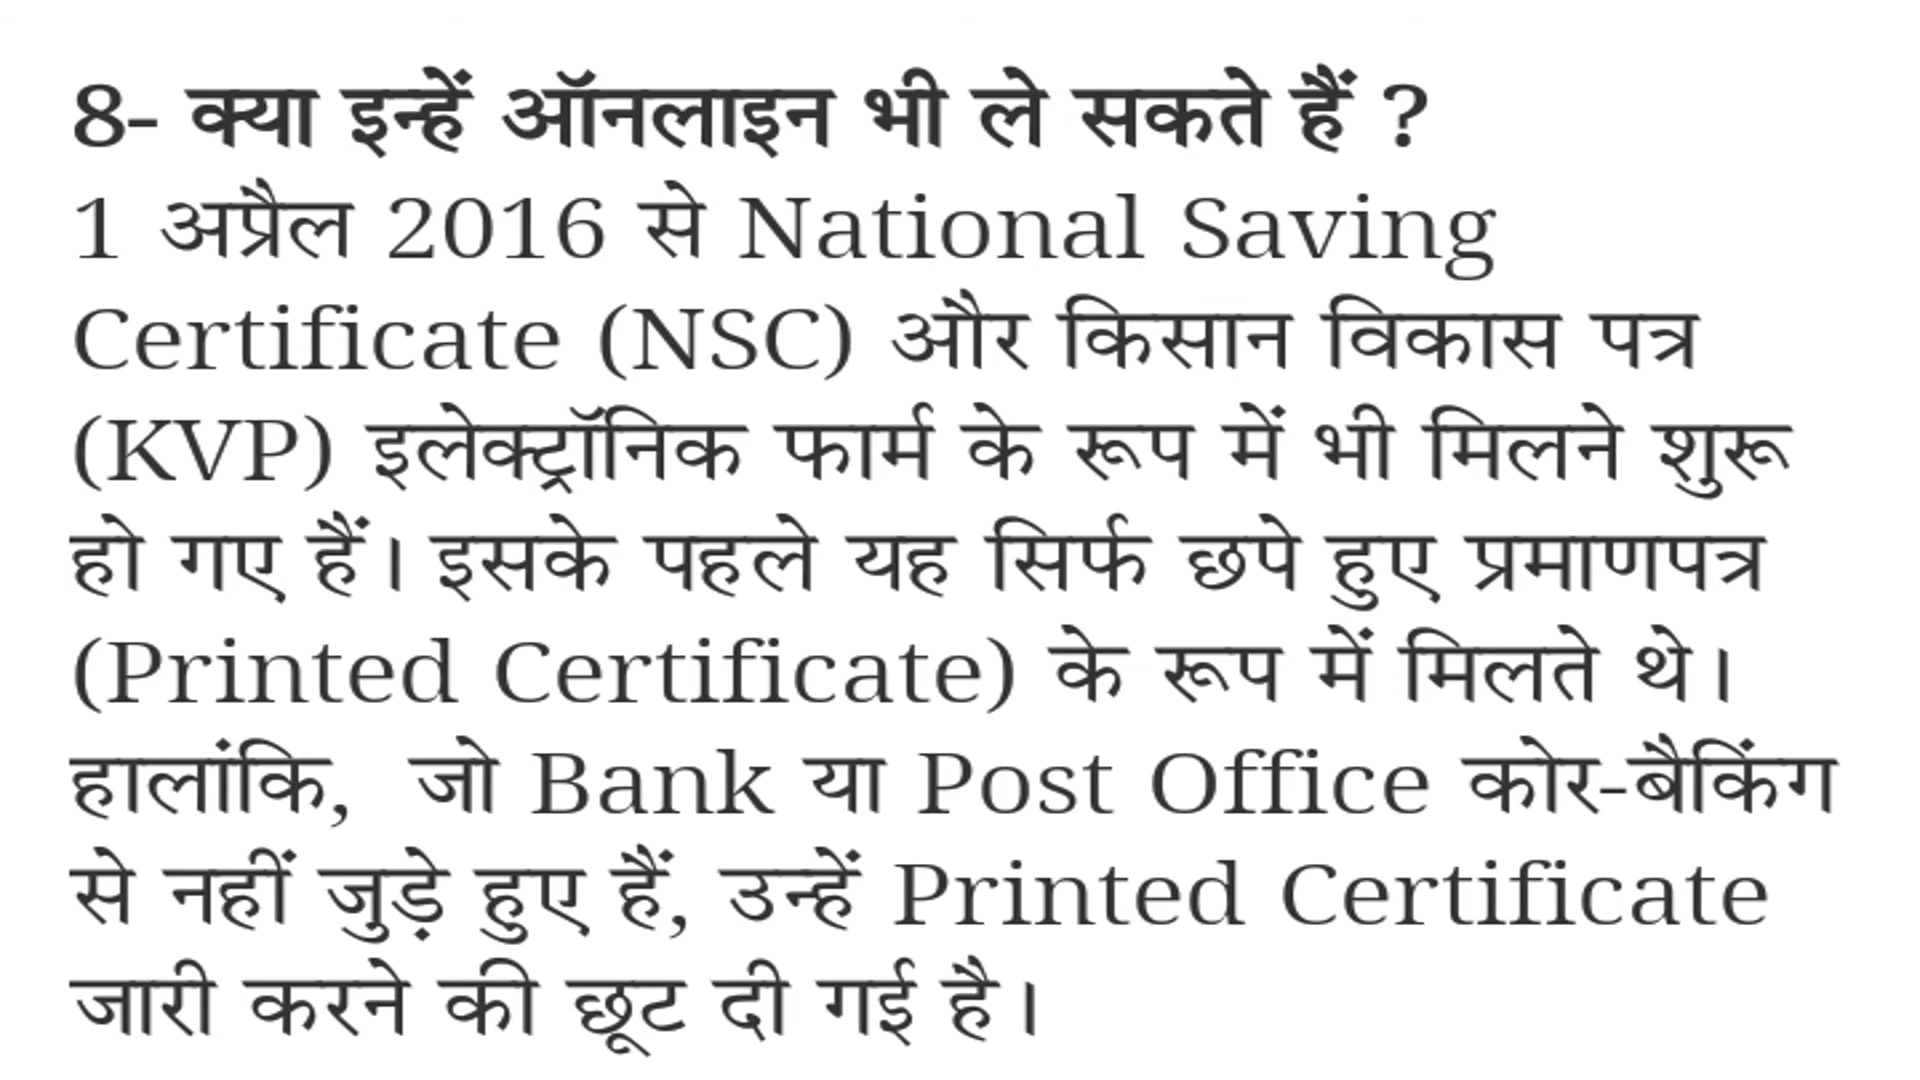 8- क्या इन्हें ऑनलाइन भी ले सकते हैं ?
1 अप्रैल 2016 से National Saving
Certificate (NSC) और किसान विकास पत्र
(KVP) इलेक्ट्रॉनिक फार्म के रूप में भी मिलने शुरू
हो गए हैं। इसके पहले यह सिर्फ छपे हुए प्रमाणपत्र
(Printed Certificate) के रूप में मिलते थे।
हालांकि, जो Bank या Post Office कोर-बैकिंग
से नहीं जुड़े हुए हैं, उन्हें Printed Certificate
जारी करने की छूट दी गई है।